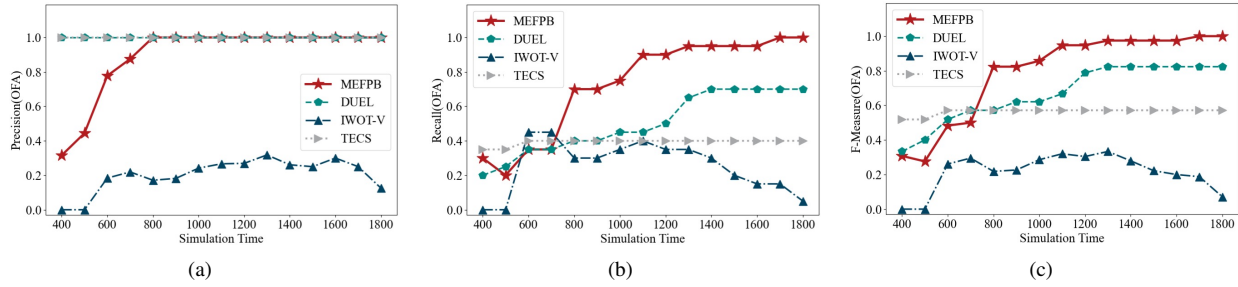 MEFPB
DUEL
IWOT-V
TECS
Precision(OFA)
1.0
0.8
0.6
0.4
0.2
0.0
400 600 800 1000 1200 1400 1600 1800
Simulation Time
(a)
MEFPB
DUEL
IWOT-V
TECS
Recall(OFA)
1.0
0.8
0.6
0.4
0.2
0.0
400 600 800 1000 1200 1400 1600 1800
Simulation Time
(b)
MEFPB
DUEL
IWOT-V
TECS
F-Measure(OFA)
1.0
0.8
0.6
0.4
0.2
0.0
400 600 800 1000 1200 1400 1600 1800
Simulation Time
(c)